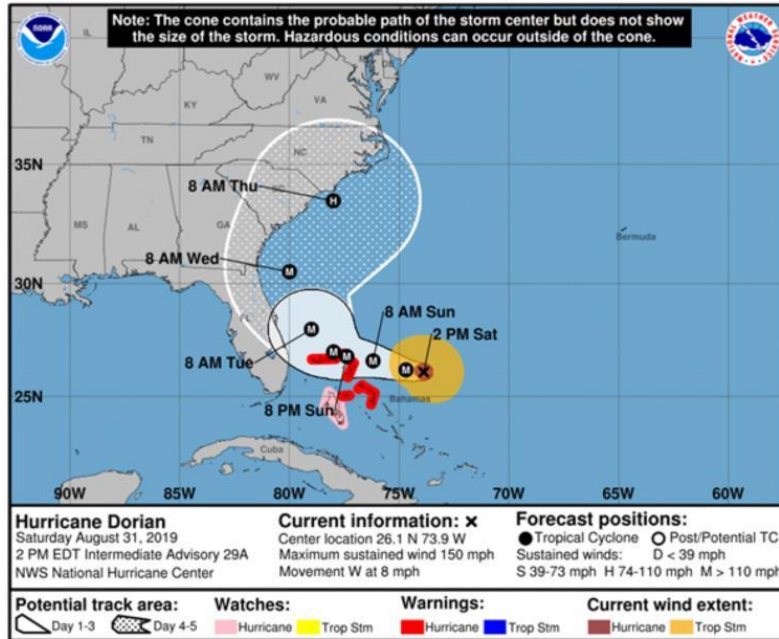 Note: The cone contains the probable path of the storm center but does not show
the size of the storm. Hazardous conditions can occur outside of the cone.
NOAA
IL
WV
VA
KY
TN
NC
35N
8 AM Thu
H
MS
AL
GA
Bermuda
8 AM Wed
M
30N
8 AM Sun
FL
M
2 PM Sat
8 AM Tue
M
M
M
M
25N
8 PM Sun
Bahamas
Cuba
90W
85W
80W
75W
70W
65W
60W
Hurricane Dorian
Saturday August 31, 2019
2 PM EDT Intermediate Advisory 29A
NWS National Hurricane Center
Current information: ×
Center location 26.1 N 73.9 W
Maximum sustained wind 150 mph
Movement W at 8 mph
Forecast positions:
Tropical Cyclone Post/Potential TC
Sustained winds: D < 39 mph
S 39-73 mph H 74-110 mph M > 110 mph
Potential track area:
Day 1-3 Day 4-5
Watches:
Hurricane Trop Stm
Warnings:
Hurricane Trop Stm
Current wind extent:
Hurricane Trop Stm